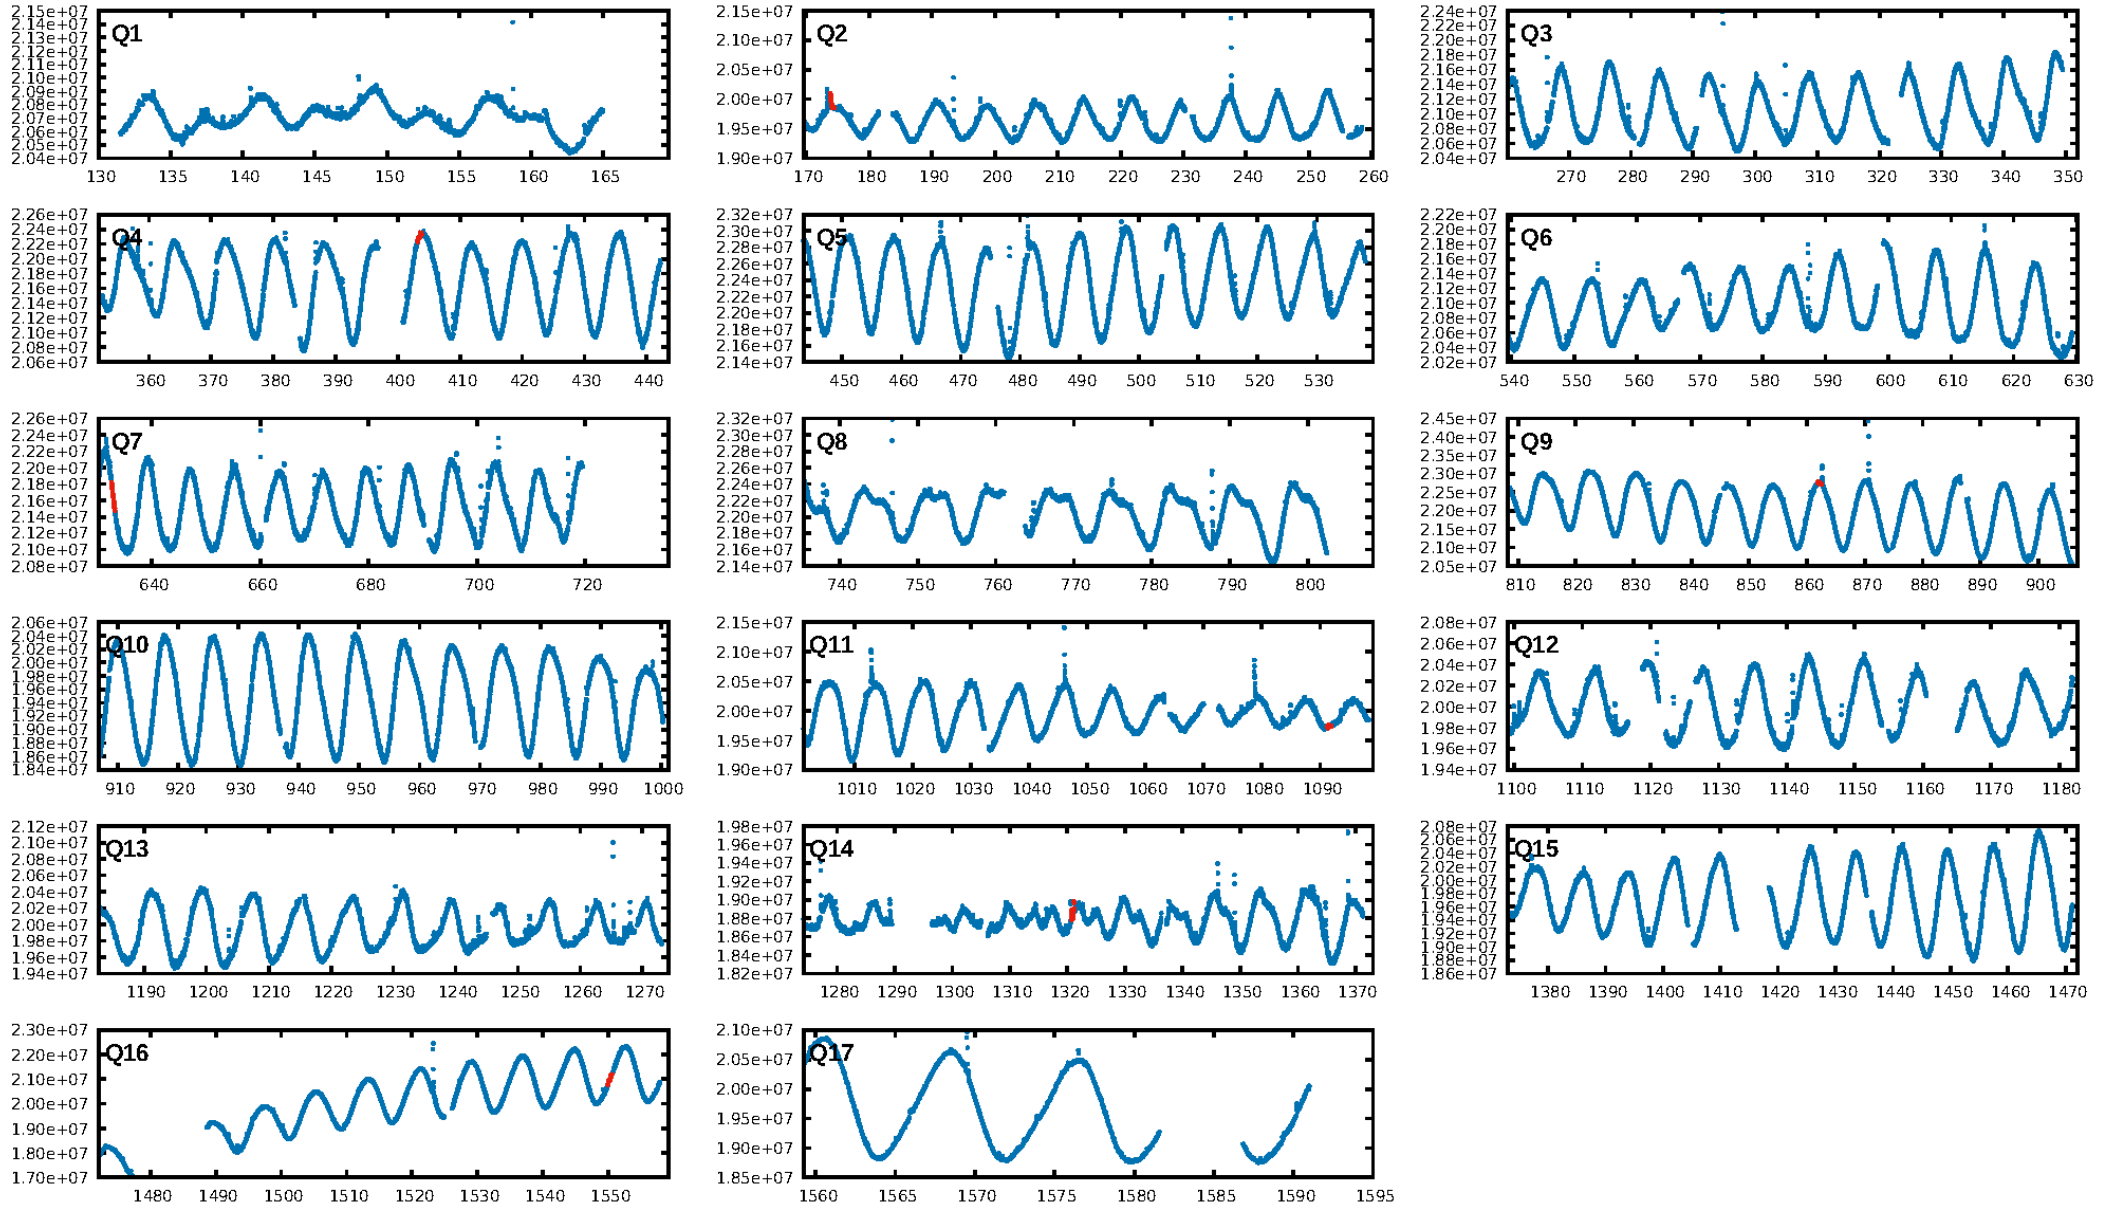 2.15e+07
2.14e+07
2.13e+07
2.12e+07
2.11e+07
2.10e+07
2.09e+07
2.08e+07
2.07e+07
2.06e+07
2.05e+07
2.04e+07
Q1
130 135 140 145 150 155 160 165
2.15e+07
2.10e+07
2.05e+07
2.00e+07
1.95e+07
1.90e+07
Q2
170 180 190 200 210 220 230 240 250 260
2.24e+07
2.22e+07
2.20e+07
2.18e+07
2.16e+07
2.14e+07
2.12e+07
2.10e+07
2.08e+07
2.06e+07
2.04e+07
Q3
270 280 290 300 310 320 330 340 350
2.26e+07
2.24e+07
2.22e+07
2.20e+07
2.18e+07
2.16e+07
2.14e+07
2.12e+07
2.10e+07
2.08e+07
2.06e+07
Q4
360 370 380 390 400 410 420 430 440
2.32e+07
2.30e+07
2.28e+07
2.26e+07
2.24e+07
2.22e+07
2.20e+07
2.18e+07
2.16e+07
2.14e+07
Q5
450 460 470 480 490 500 510 520 530
2.22e+07
2.20e+07
2.18e+07
2.16e+07
2.14e+07
2.12e+07
2.10e+07
2.08e+07
2.06e+07
2.04e+07
2.02e+07
Q6
540 550 560 570 580 590 600 610 620 630
2.26e+07
2.24e+07
2.22e+07
2.20e+07
2.18e+07
2.16e+07
2.14e+07
2.12e+07
2.10e+07
2.08e+07
Q7
640 660 680 700 720
2.32e+07
2.30e+07
2.28e+07
2.26e+07
2.24e+07
2.22e+07
2.20e+07
2.18e+07
2.16e+07
2.14e+07
Q8
740 750 760 770 780 790 800
2.45e+07
2.40e+07
2.35e+07
2.30e+07
2.25e+07
2.20e+07
2.15e+07
2.10e+07
2.05e+07
Q9
810 820 830 840 850 860 870 880 890 900
2.06e+07
2.04e+07
2.02e+07
2.00e+07
1.98e+07
1.96e+07
1.94e+07
1.92e+07
1.90e+07
1.88e+07
1.86e+07
1.84e+07
Q10
910 920 930 940 950 960 970 980 990 1000
2.15e+07
2.10e+07
2.05e+07
2.00e+07
1.95e+07
1.90e+07
Q11
1010 1020 1030 1040 1050 1060 1070 1080 1090
2.08e+07
2.06e+07
2.04e+07
2.02e+07
2.00e+07
1.98e+07
1.96e+07
1.94e+07
Q12
1100 1110 1120 1130 1140 1150 1160 1170 1180
2.12e+07
2.10e+07
2.08e+07
2.06e+07
2.04e+07
2.02e+07
2.00e+07
1.98e+07
1.96e+07
1.94e+07
Q13
1190 1200 1210 1220 1230 1240 1250 1260 1270
1.98e+07
1.96e+07
1.94e+07
1.92e+07
1.90e+07
1.88e+07
1.86e+07
1.84e+07
1.82e+07
Q14
1280 1290 1300 1310 1320 1330 1340 1350 1360 1370
2.08e+07
2.06e+07
2.04e+07
2.02e+07
2.00e+07
1.98e+07
1.96e+07
1.94e+07
1.92e+07
1.90e+07
1.88e+07
1.86e+07
Q15
1380 1390 1400 1410 1420 1430 1440 1450 1460 1470
2.30e+07
2.20e+07
2.10e+07
2.00e+07
1.90e+07
1.80e+07
1.70e+07
Q16
1480 1490 1500 1510 1520 1530 1540 1550
2.10e+07
2.05e+07
2.00e+07
1.95e+07
1.90e+07
1.85e+07
Q17
1560 1565 1570 1575 1580 1585 1590 1595